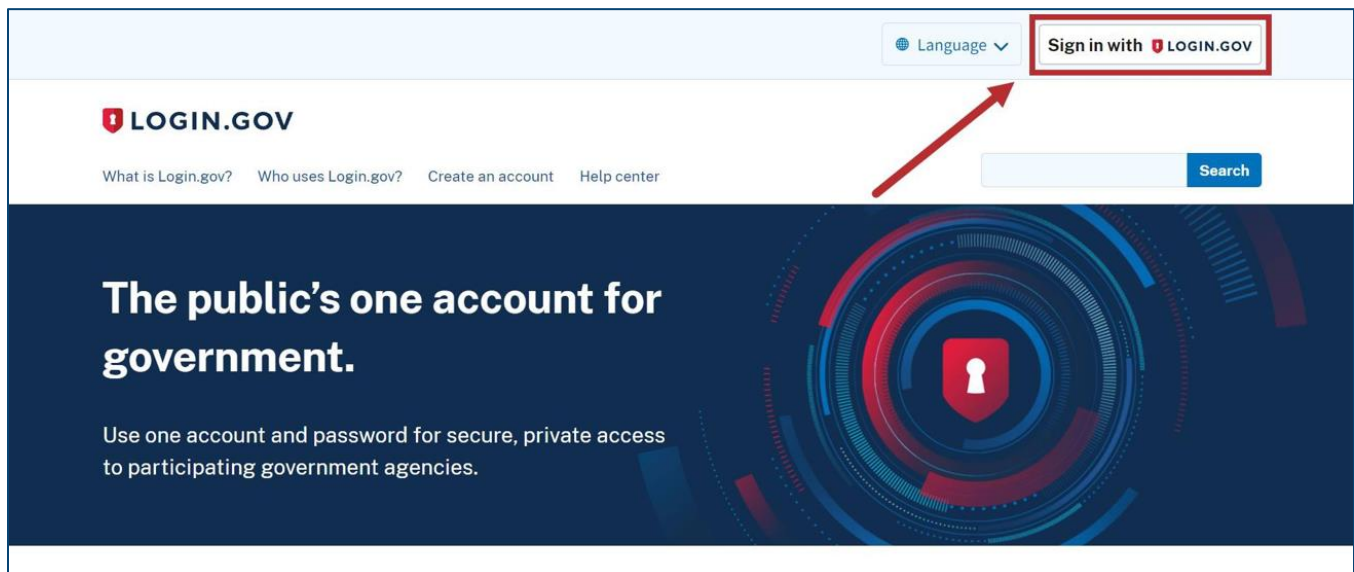 Language
Sign in with LOGIN.GOV
LOGIN.GOV
What is Login.gov? Who uses Login.gov? Create an account Help center
Search
The public’s one account for
government.
Use one account and password for secure, private access
to participating government agencies.